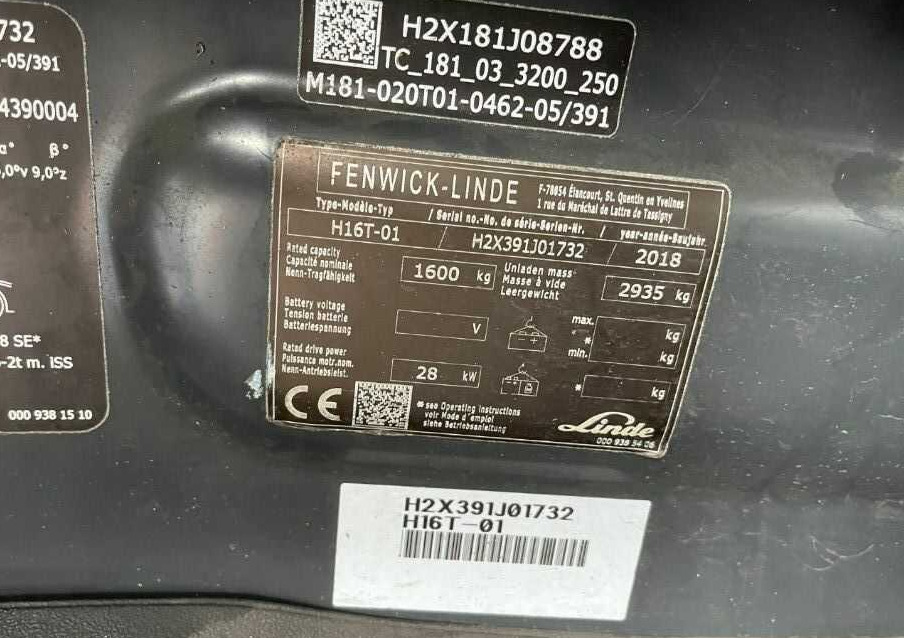 732
-05/391
4390004
a° β°
,0°v 9,0°z
8 SE*
-2t m. iSS
000 938 15 10
H2X181J08788
TC_181_03_3200_250
M181-020T01-0462-05/391
FENWICK-LINDE
F-78854 Élancourt, St. Quentin en Yvelines
1 rue du Maréchal de Lattre de Tassigny
Type-Modèle-Typ / Serial no.-No. de série-Serien-Nr. / year-année-Baujahr
H16T-01 / H2X391J01732 / 2018
Rated capacity
Capacité nominale
Nenn-Tragfähigkeit
1600 kg
Unladen mass
Masse à vide
Leergewicht
2935 kg
Battery voltage
Tension batterie
Batteriespannung
V
max.
*
*
min.
kg
kg
Rated drive power
Puissance motr.nom.
Nenn-Antriebsleist.
28 kW
*
kg
CE
* see Operating instructions
voir Mode d'emploi
siehe Betriebsanleitung
Linde
000 938 54 06
H2X391J01732
H16T-01